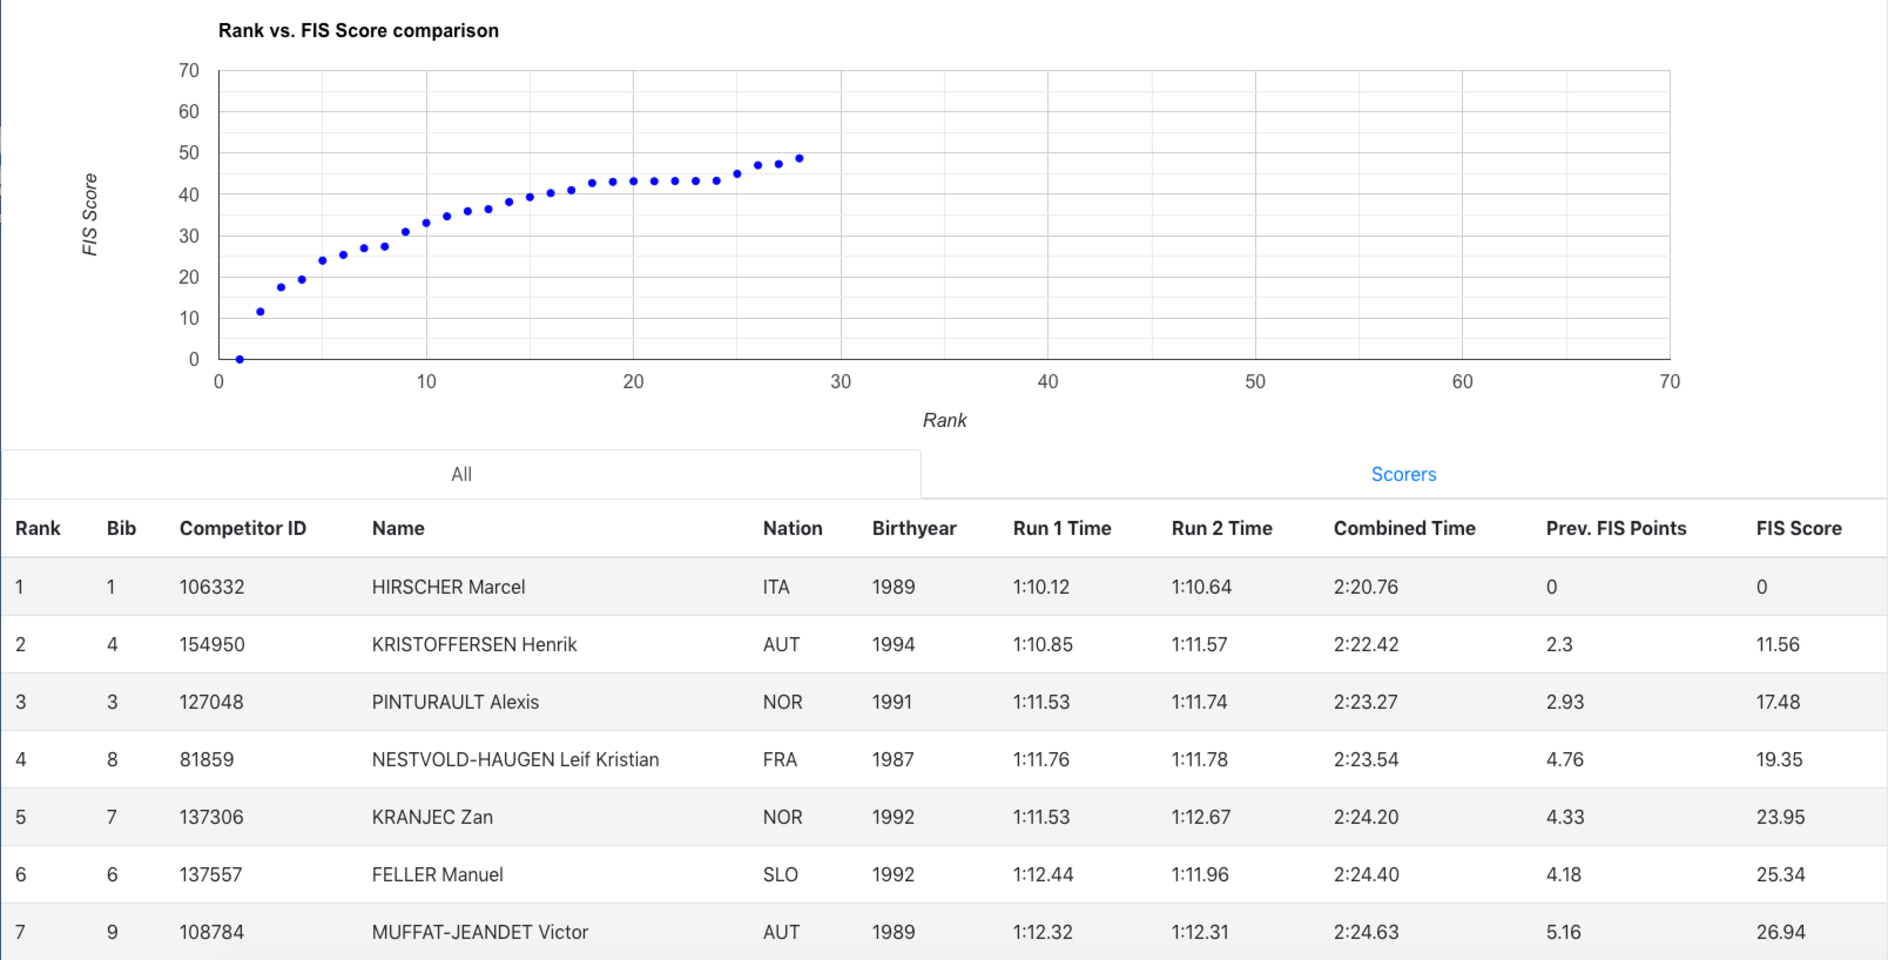 Rank vs. FIS Score comparison
70
60
50
40
30
20
10
0
FIS Score
0 10 20 30 40 50 60 70
Rank
All Scorers
Rank Bib Competitor ID Name Nation Birthyear Run 1 Time Run 2 Time Combined Time Prev. FIS Points FIS Score
1 1 106332 HIRSCHER Marcel ITA 1989 1:10.12 1:10.64 2:20.76 0 0
2 4 154950 KRISTOFFERSEN Henrik AUT 1994 1:10.85 1:11.57 2:22.42 2.3 11.56
3 3 127048 PINTURAULT Alexis NOR 1991 1:11.53 1:11.74 2:23.27 2.93 17.48
4 8 81859 NESTVOLD-HAUGEN Leif Kristian FRA 1987 1:11.76 1:11.78 2:23.54 4.76 19.35
5 7 137306 KRANJEC Zan NOR 1992 1:11.53 1:12.67 2:24.20 4.33 23.95
6 6 137557 FELLER Manuel SLO 1992 1:12.44 1:11.96 2:24.40 4.18 25.34
7 9 108784 MUFFAT-JEANDET Victor AUT 1989 1:12.32 1:12.31 2:24.63 5.16 26.94